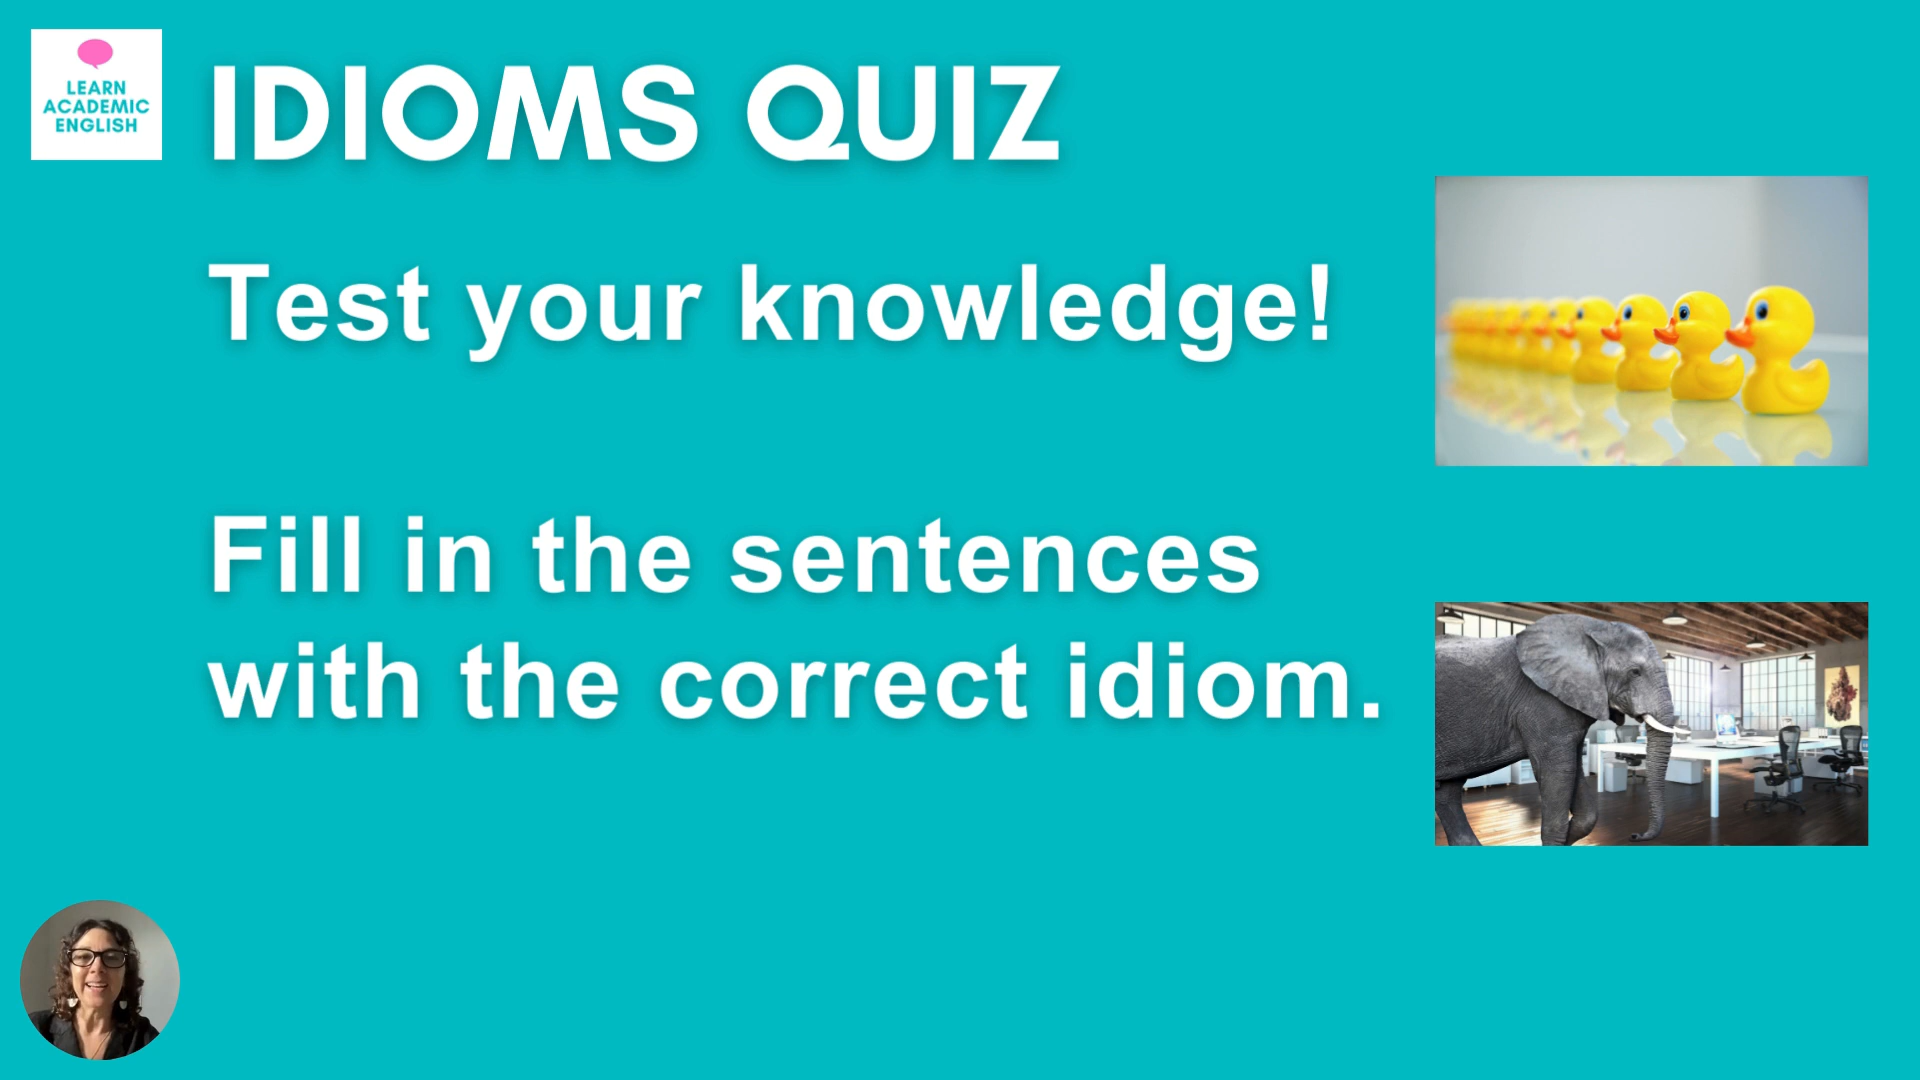 LEARN
ACADEMIC
ENGLISH
IDIOMS QUIZ
Test your knowledge!
Fill in the sentences
with the correct idiom.